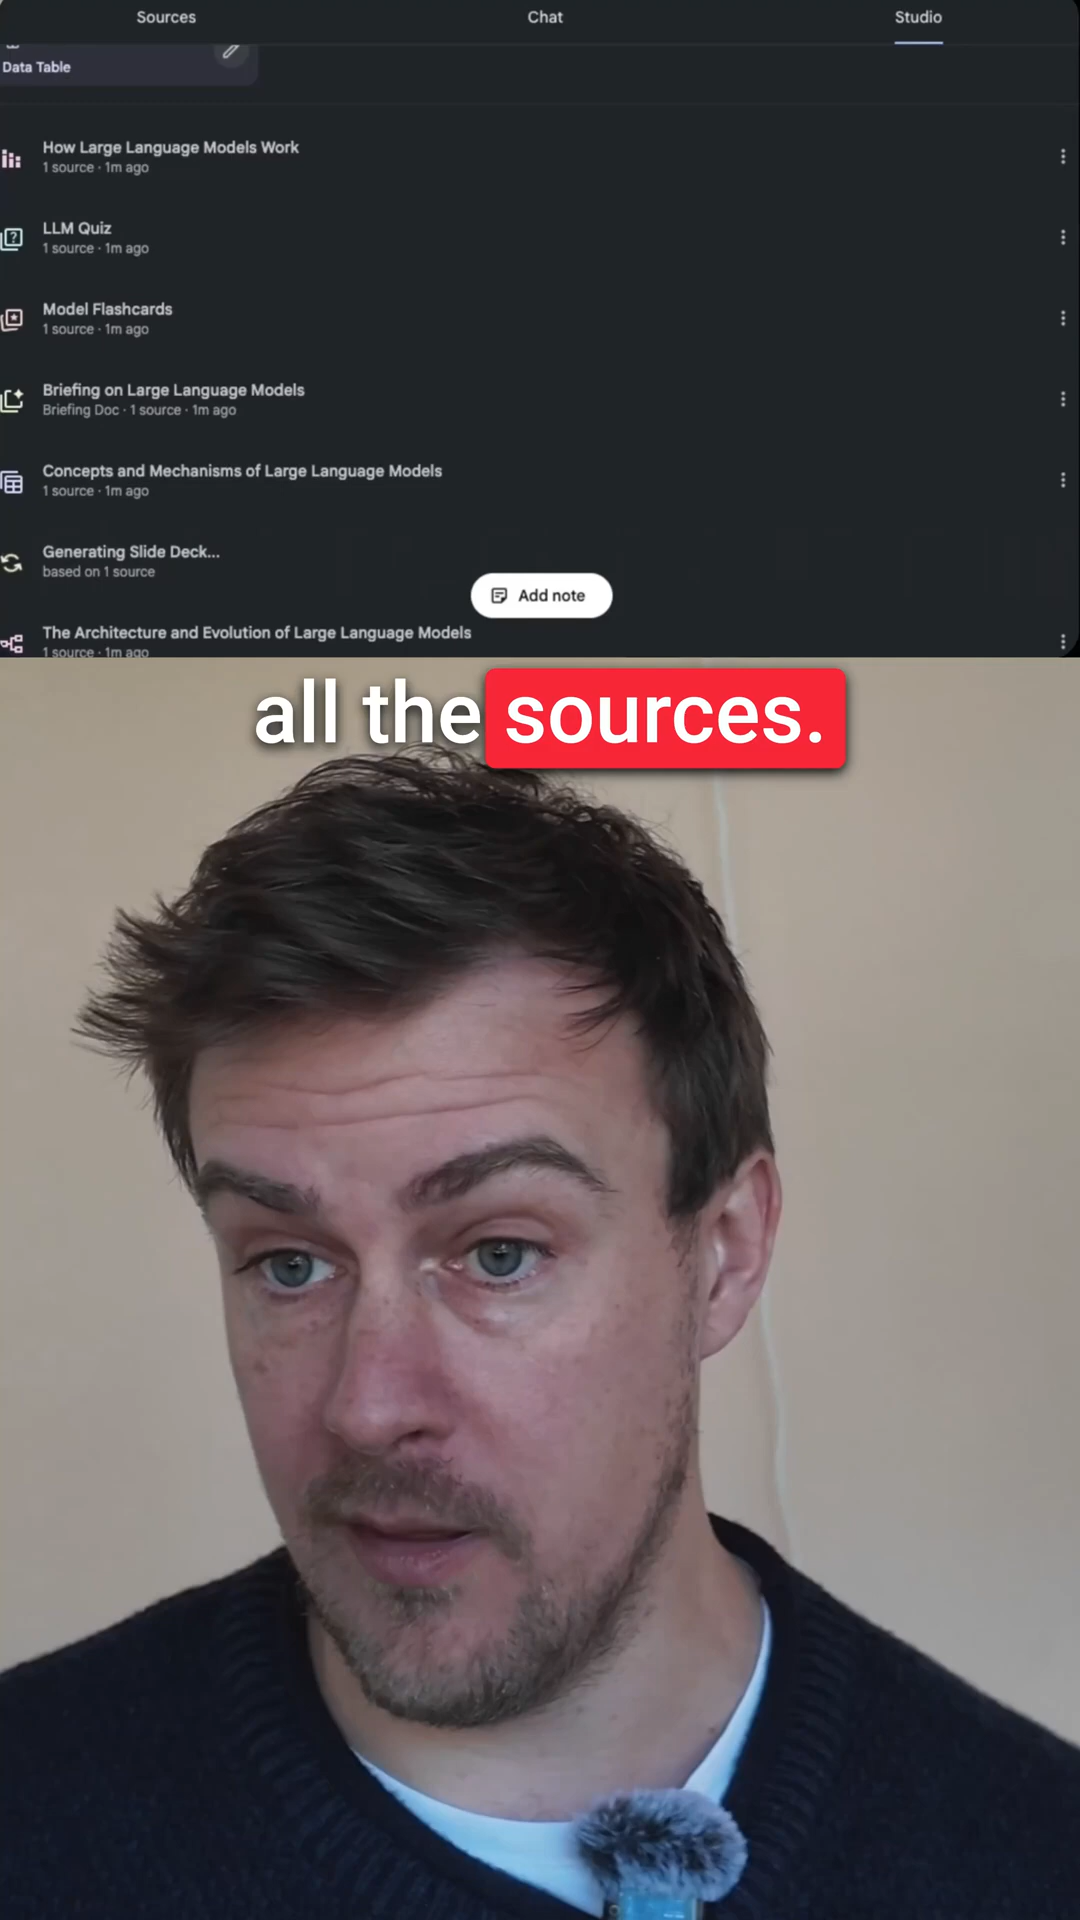 Sources
Chat
Studio
Data Table
How Large Language Models Work
1 source · 1m ago
LLM Quiz
1 source · 1m ago
Model Flashcards
1 source · 1m ago
Briefing on Large Language Models
Briefing Doc · 1 source · 1m ago
Concepts and Mechanisms of Large Language Models
1 source · 1m ago
Generating Slide Deck...
based on 1 source
Add note
The Architecture and Evolution of Large Language Models
1 source · 1m ago
all the sources.